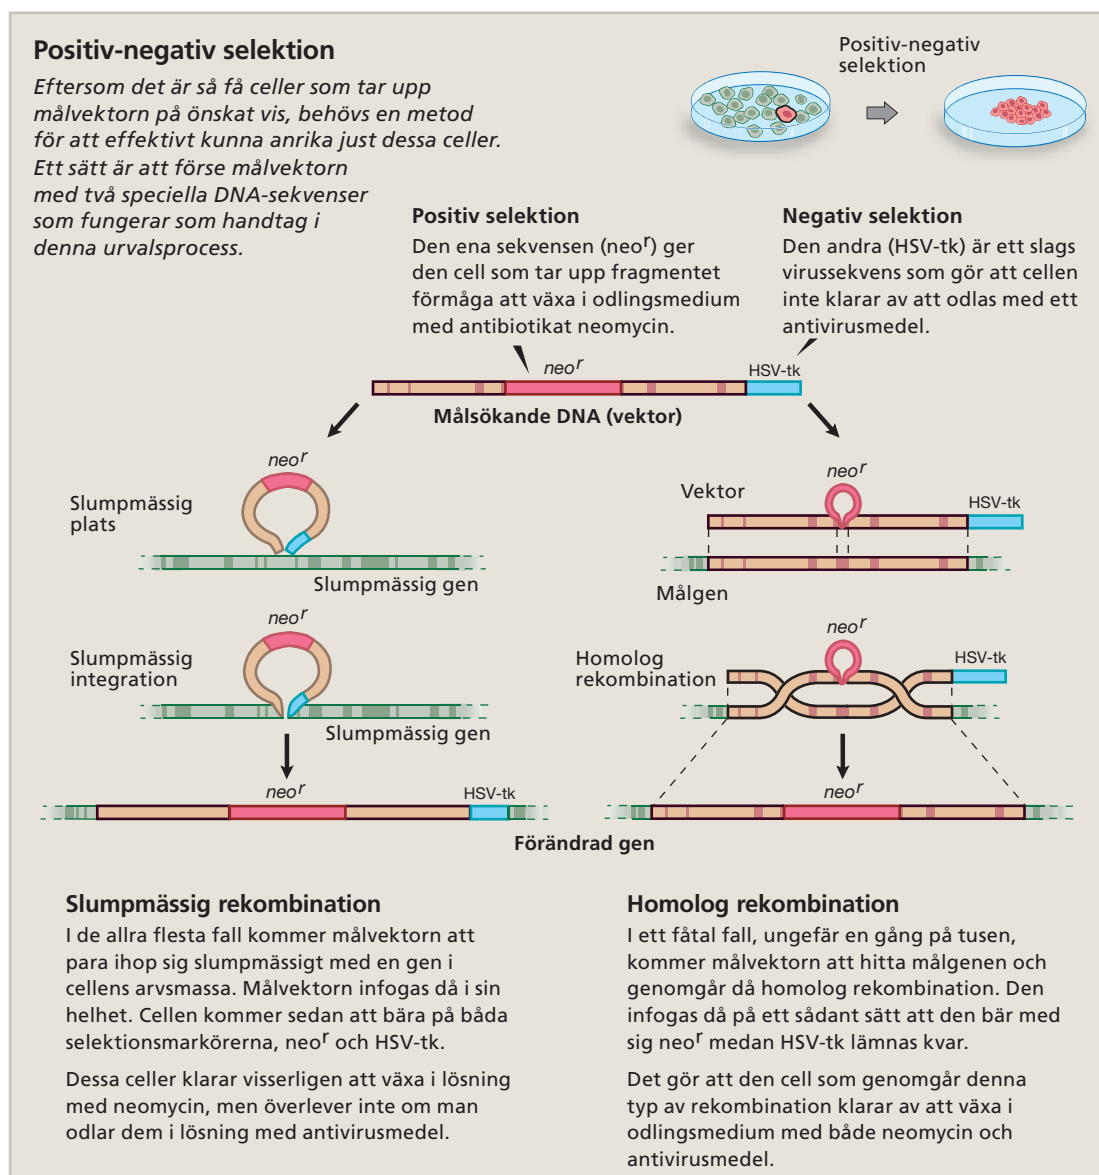 Positiv-negativ selektion
Eftersom det är så få celler som tar upp
målvektorn på önskat vis, behövs en metod
för att effektivt kunna anrika just dessa celler.
Ett sätt är att förse målvektorn
med två speciella DNA-sekvenser
som fungerar som handtag i
denna urvalsprocess.
Positiv-negativ
selektion
Positiv selektion
Den ena sekvensen (neoʳ) ger
den cell som tar upp fragmentet
förmåga att växa i odlingsmedium
med antibiotikat neomycin.
Negativ selektion
Den andra (HSV-tk) är ett slags
virussekvens som gör att cellen
inte klarar av att odlas med ett
antivirusmedel.
neoʳ
HSV-tk
Målsökande DNA (vektor)
neoʳ
Slumpmässig
plats
Slumpmässig gen
neoʳ
Vektor
HSV-tk
Målgen
neoʳ
Slumpmässig
integration
Slumpmässig gen
neoʳ
Homolog
rekombination
HSV-tk
neoʳ
HSV-tk
neoʳ
Förändrad gen
Slumpmässig rekombination
I de allra flesta fall kommer målvektorn att
para ihop sig slumpmässigt med en gen i
cellens arvsmassa. Målvektorn infogas då i sin
helhet. Cellen kommer sedan att bära på båda
selektionsmarkörerna, neoʳ och HSV-tk.
Dessa celler klarar visserligen att växa i lösning
med neomycin, men överlever inte om man
odlar dem i lösning med antivirusmedel.
Homolog rekombination
I ett fåtal fall, ungefär en gång på tusen,
kommer målvektorn att hitta målgenen och
genomgår då homolog rekombination. Den
infogas då på ett sådant sätt att den bär med
sig neoʳ medan HSV-tk lämnas kvar.
Det gör att den cell som genomgår denna
typ av rekombination klarar av att växa i
odlingsmedium med både neomycin och
antivirusmedel.